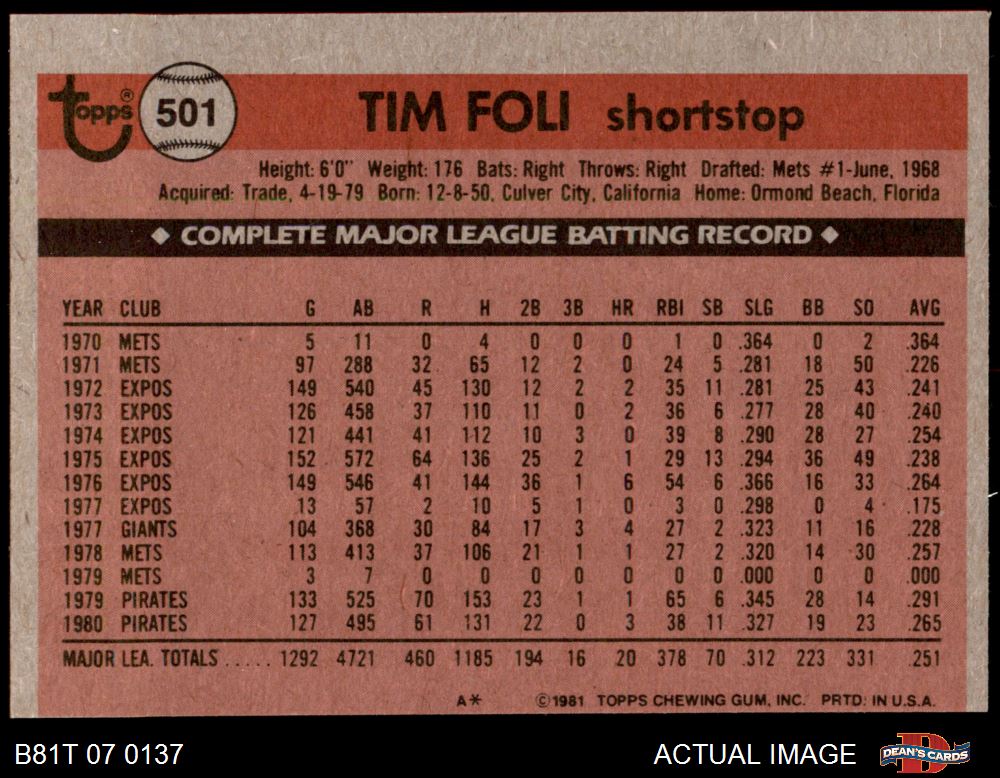 topps® 501 TIM FOLI shortstop
Height: 6'0" Weight: 176 Bats: Right Throws: Right Drafted: Mets #1-June, 1968
Acquired: Trade, 4-19-79 Born: 12-8-50, Culver City, California Home: Ormond Beach, Florida
◆ COMPLETE MAJOR LEAGUE BATTING RECORD ◆
YEAR CLUB G AB R H 2B 3B HR RBI SB SLG BB SO AVG
1970 METS 5 11 0 4 0 0 0 1 0 .364 0 2 .364
1971 METS 97 288 32 65 12 2 0 24 5 .281 18 50 .226
1972 EXPOS 149 540 45 130 12 2 2 35 11 .281 25 43 .241
1973 EXPOS 126 458 37 110 11 0 2 36 6 .277 28 40 .240
1974 EXPOS 121 441 41 112 10 3 0 39 8 .290 28 27 .254
1975 EXPOS 152 572 64 136 25 2 1 29 13 .294 36 49 .238
1976 EXPOS 149 546 41 144 36 1 6 54 6 .366 16 33 .264
1977 EXPOS 13 57 2 10 5 1 0 3 0 .298 0 4 .175
1977 GIANTS 104 368 30 84 17 3 4 27 2 .323 11 16 .228
1978 METS 113 413 37 106 21 1 1 27 2 .320 14 30 .257
1979 METS 3 7 0 0 0 0 0 0 0 .000 0 0 .000
1979 PIRATES 133 525 70 153 23 1 1 65 6 .345 28 14 .291
1980 PIRATES 127 495 61 131 22 0 3 38 11 .327 19 23 .265
MAJOR LEA. TOTALS ..... 1292 4721 460 1185 194 16 20 378 70 .312 223 331 .251
A* ©1981 TOPPS CHEWING GUM, INC. PRTD: IN U.S.A.
B81T 07 0137 ACTUAL IMAGE DEAN'S CARDS